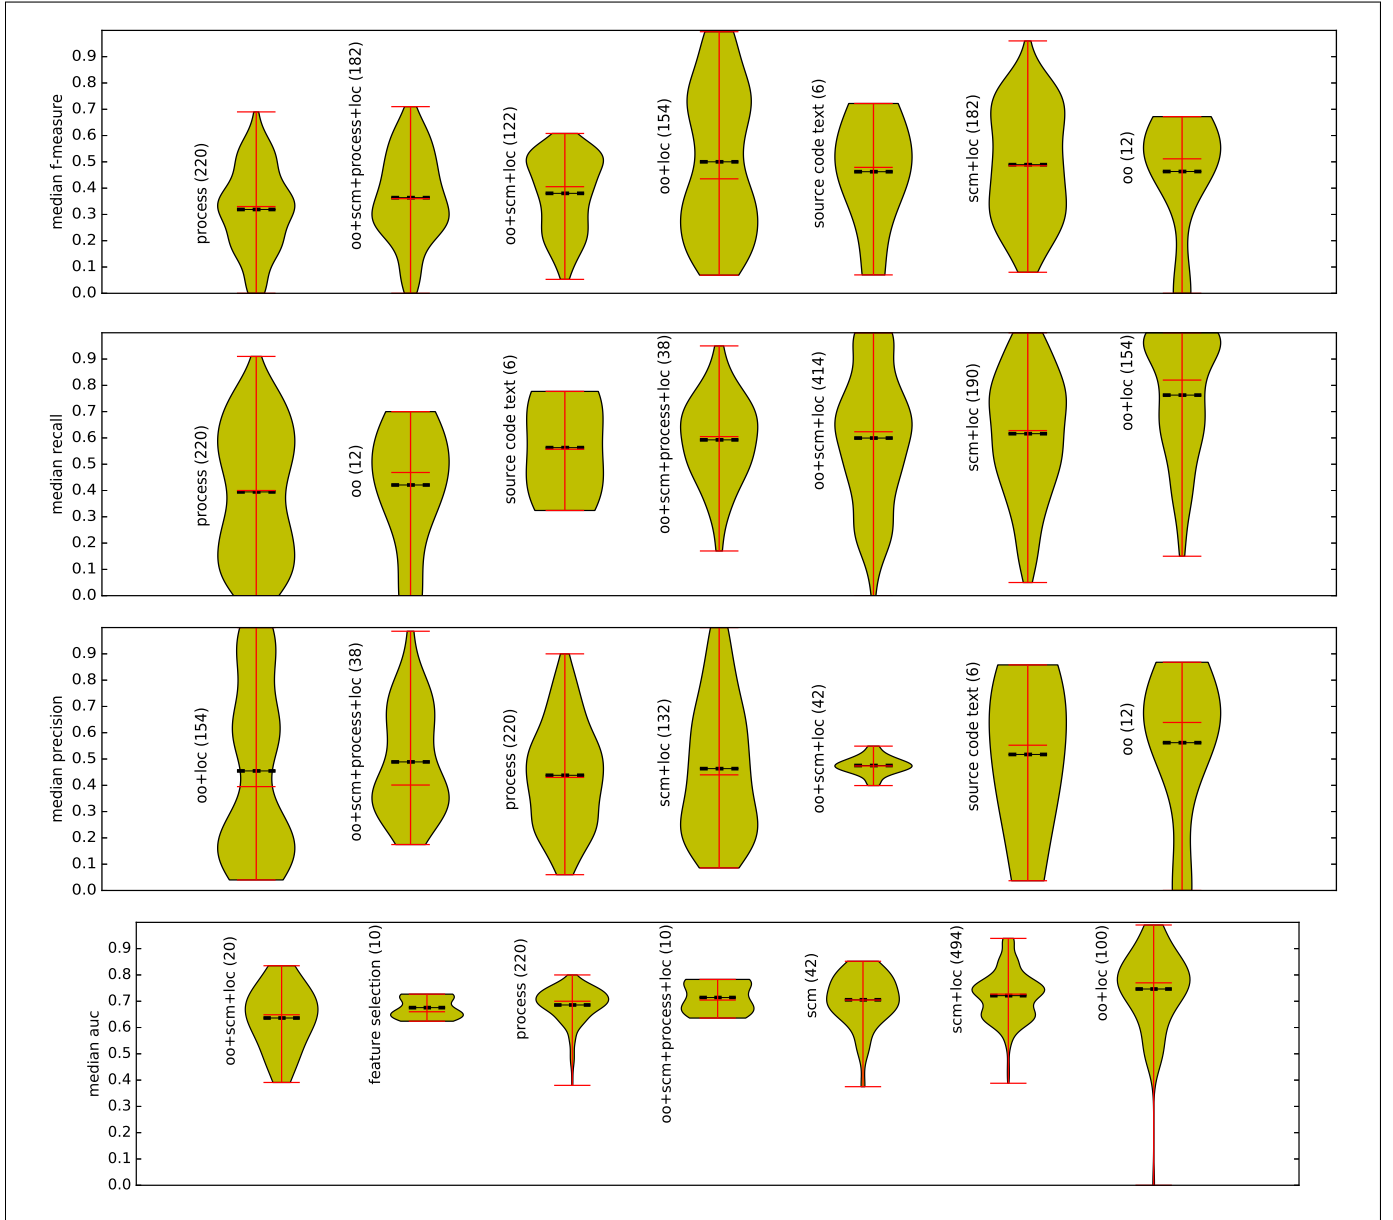 median f-measure
0.9
0.8
0.7
0.6
0.5
0.4
0.3
0.2
0.1
0.0
process (220)
oo+scm+process+loc (182)
oo+scm+loc (122)
oo+loc (154)
source code text (6)
scm+loc (182)
oo (12)
median recall
0.9
0.8
0.7
0.6
0.5
0.4
0.3
0.2
0.1
0.0
process (220)
oo (12)
source code text (6)
oo+scm+process+loc (38)
oo+scm+loc (414)
scm+loc (190)
oo+loc (154)
median precision
0.9
0.8
0.7
0.6
0.5
0.4
0.3
0.2
0.1
0.0
oo+loc (154)
oo+scm+process+loc (38)
process (220)
scm+loc (132)
oo+scm+loc (42)
source code text (6)
oo (12)
median auc
0.9
0.8
0.7
0.6
0.5
0.4
0.3
0.2
0.1
0.0
oo+scm+loc (20)
feature selection (10)
process (220)
oo+scm+process+loc (10)
scm (42)
scm+loc (494)
oo+loc (100)